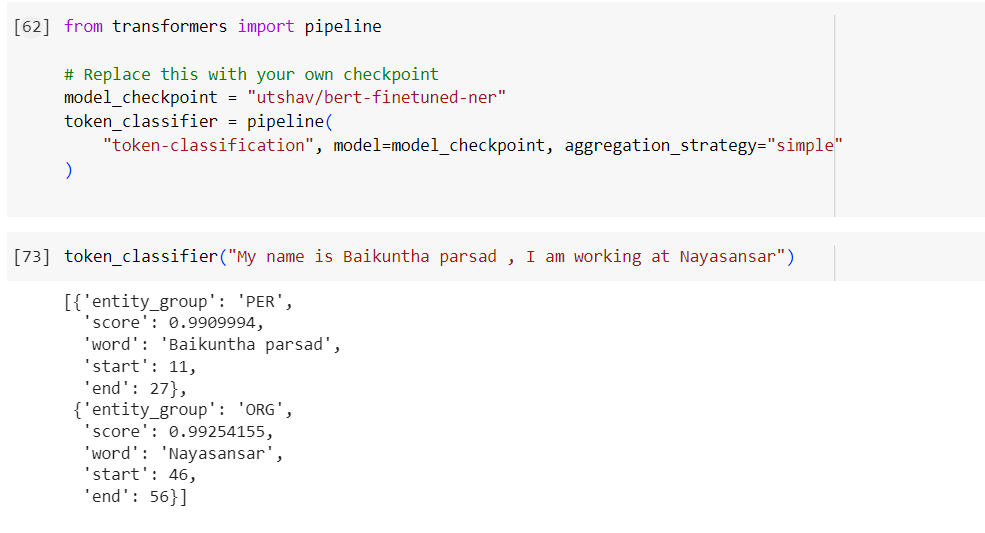 [62] from transformers import pipeline
# Replace this with your own checkpoint
model_checkpoint = "utshav/bert-finetuned-ner"
token_classifier = pipeline(
    "token-classification", model=model_checkpoint, aggregation_strategy="simple"
)
[73] token_classifier("My name is Baikuntha parsad , I am working at Nayasansar")
[{'entity_group': 'PER',
  'score': 0.9909994,
  'word': 'Baikuntha parsad',
  'start': 11,
  'end': 27},
 {'entity_group': 'ORG',
  'score': 0.99254155,
  'word': 'Nayasansar',
  'start': 46,
  'end': 56}]